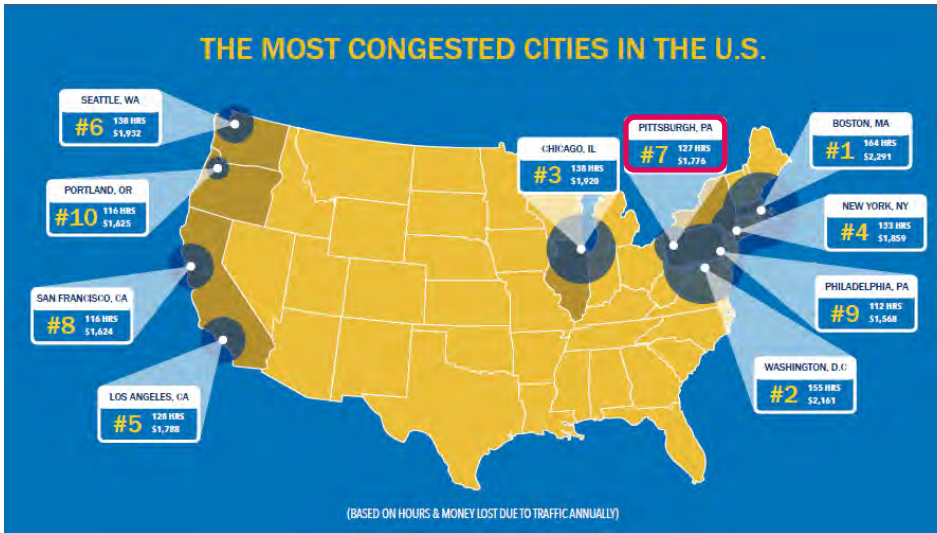 THE MOST CONGESTED CITIES IN THE U.S.
SEATTLE, WA
#6
138 HRS
$1,932
PORTLAND, OR
#10
116 HRS
$1,625
SAN FRANCISCO, CA
#8
116 HRS
$1,624
LOS ANGELES, CA
#5
128 HRS
$1,788
CHICAGO, IL
#3
138 HRS
$1,920
PITTSBURGH, PA
#7
127 HRS
$1,776
BOSTON, MA
#1
164 HRS
$2,291
NEW YORK, NY
#4
133 HRS
$1,859
PHILADELPHIA, PA
#9
112 HRS
$1,568
WASHINGTON, D.C
#2
155 HRS
$2,161
(BASED ON HOURS & MONEY LOST DUE TO TRAFFIC ANNUALLY)